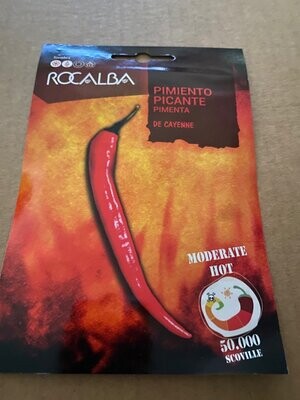 ROCALBA
PIMIENTO
PICANTE
PIMENTA
DE CAYENNE
MODERATE
HOT
50.000
SCOVILLE